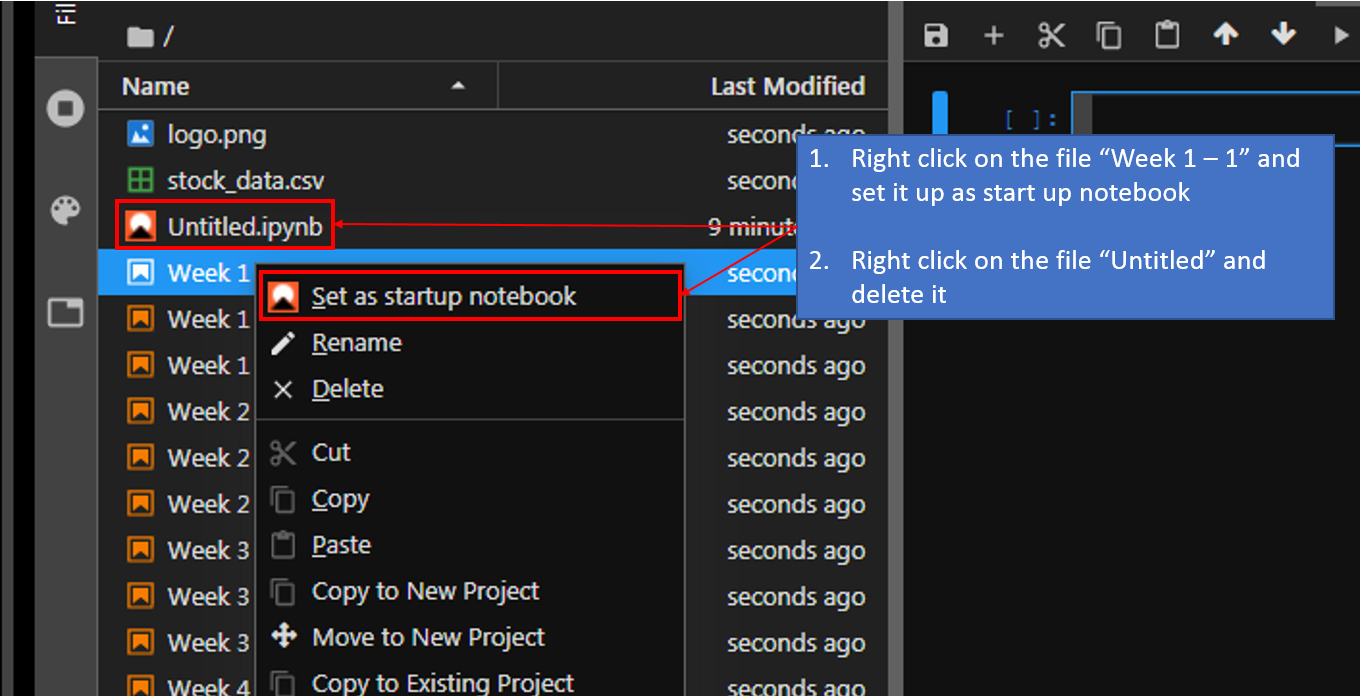 Fil
/
Name Last Modified
logo.png seconds ago
stock_data.csv
Untitled.ipynb 9
Week 1
Week 1 seconds ago
Week 1 seconds ago
Week 2 seconds ago
Week 2 seconds ago
Week 2 seconds ago
Week 3 seconds ago
Week 3 seconds ago
Week 3 seconds ago
Week 4 seconds ago
Set as startup notebook
Rename
Delete
Cut
Copy
Paste
Copy to New Project
Move to New Project
Copy to Existing Project
[ ]:
1. Right click on the file “Week 1 – 1” and
set it up as start up notebook
2. Right click on the file “Untitled” and
delete it